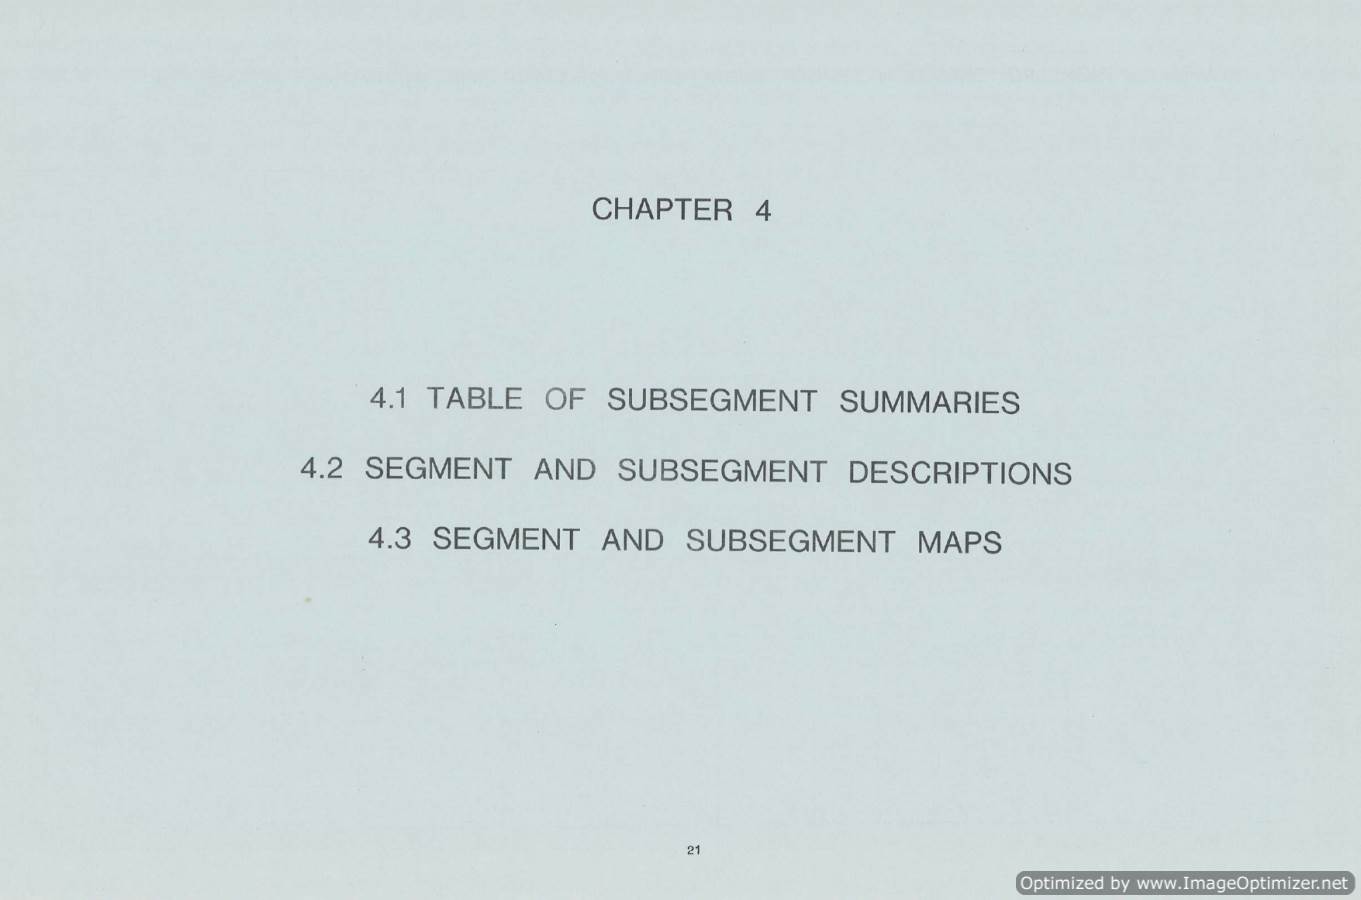 CHAPTER 4
4.1 TABLE OF SUBSEGMENT SUMMARIES
4.2 SEGMENT AND SUBSEGMENT DESCRIPTIONS
4.3 SEGMENT AND SUBSEGMENT MAPS
21
Optimized by www.ImageOptimizer.net